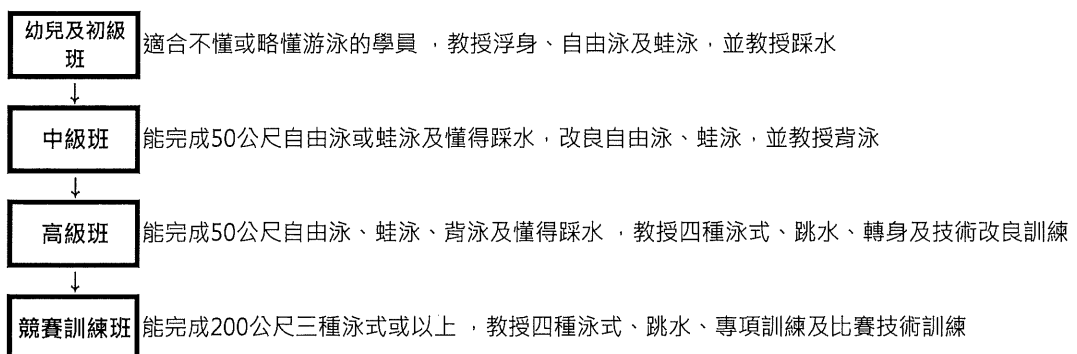 幼兒及初級
班
適合不懂或略懂游泳的學員 ，教授浮身、自由泳及蛙泳，並教授踩水
↓
中級班
能完成50公尺自由泳或蛙泳及懂得踩水，改良自由泳、蛙泳，並教授背泳
↓
高級班
能完成50公尺自由泳、蛙泳、背泳及懂得踩水 ，教授四種泳式、跳水、轉身及技術改良訓練
↓
競賽訓練班
能完成200公尺三種泳式或以上 ，教授四種泳式、跳水、專項訓練及比賽技術訓練